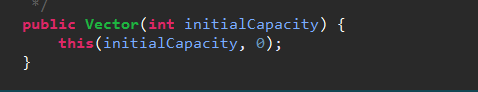 */
public Vector(int initialCapacity) {
this(initialCapacity, 0);
}